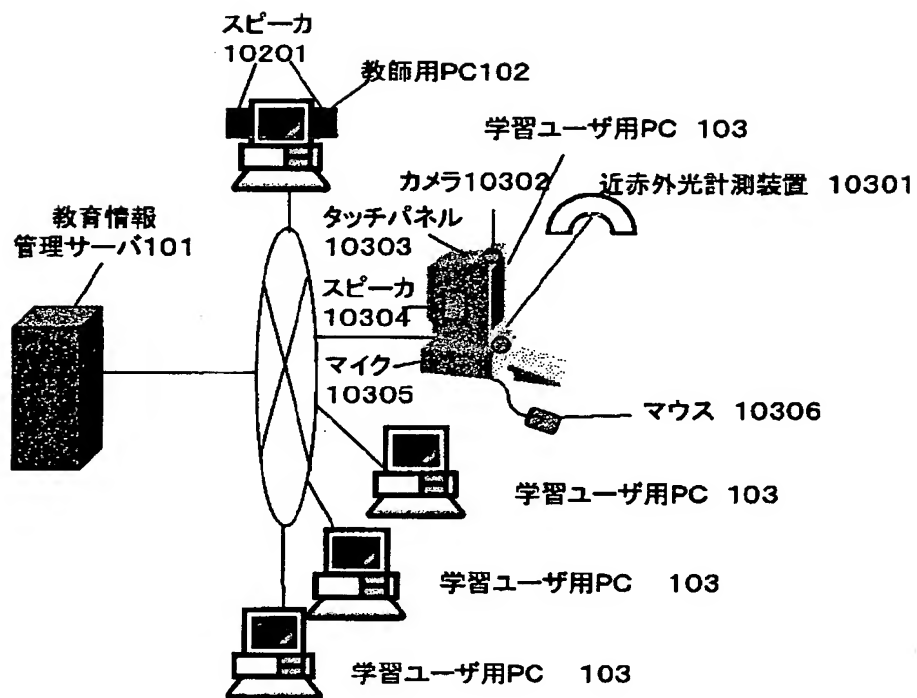 スピーカ
10201
教師用PC102
学習ユーザ用PC 103
カメラ10302
近赤外光計測装置 10301
教育情報
管理サーバ101
タッチパネル
10303
スピーカ
10304
マイク
10305
マウス 10306
学習ユーザ用PC 103
学習ユーザ用PC 103
学習ユーザ用PC 103